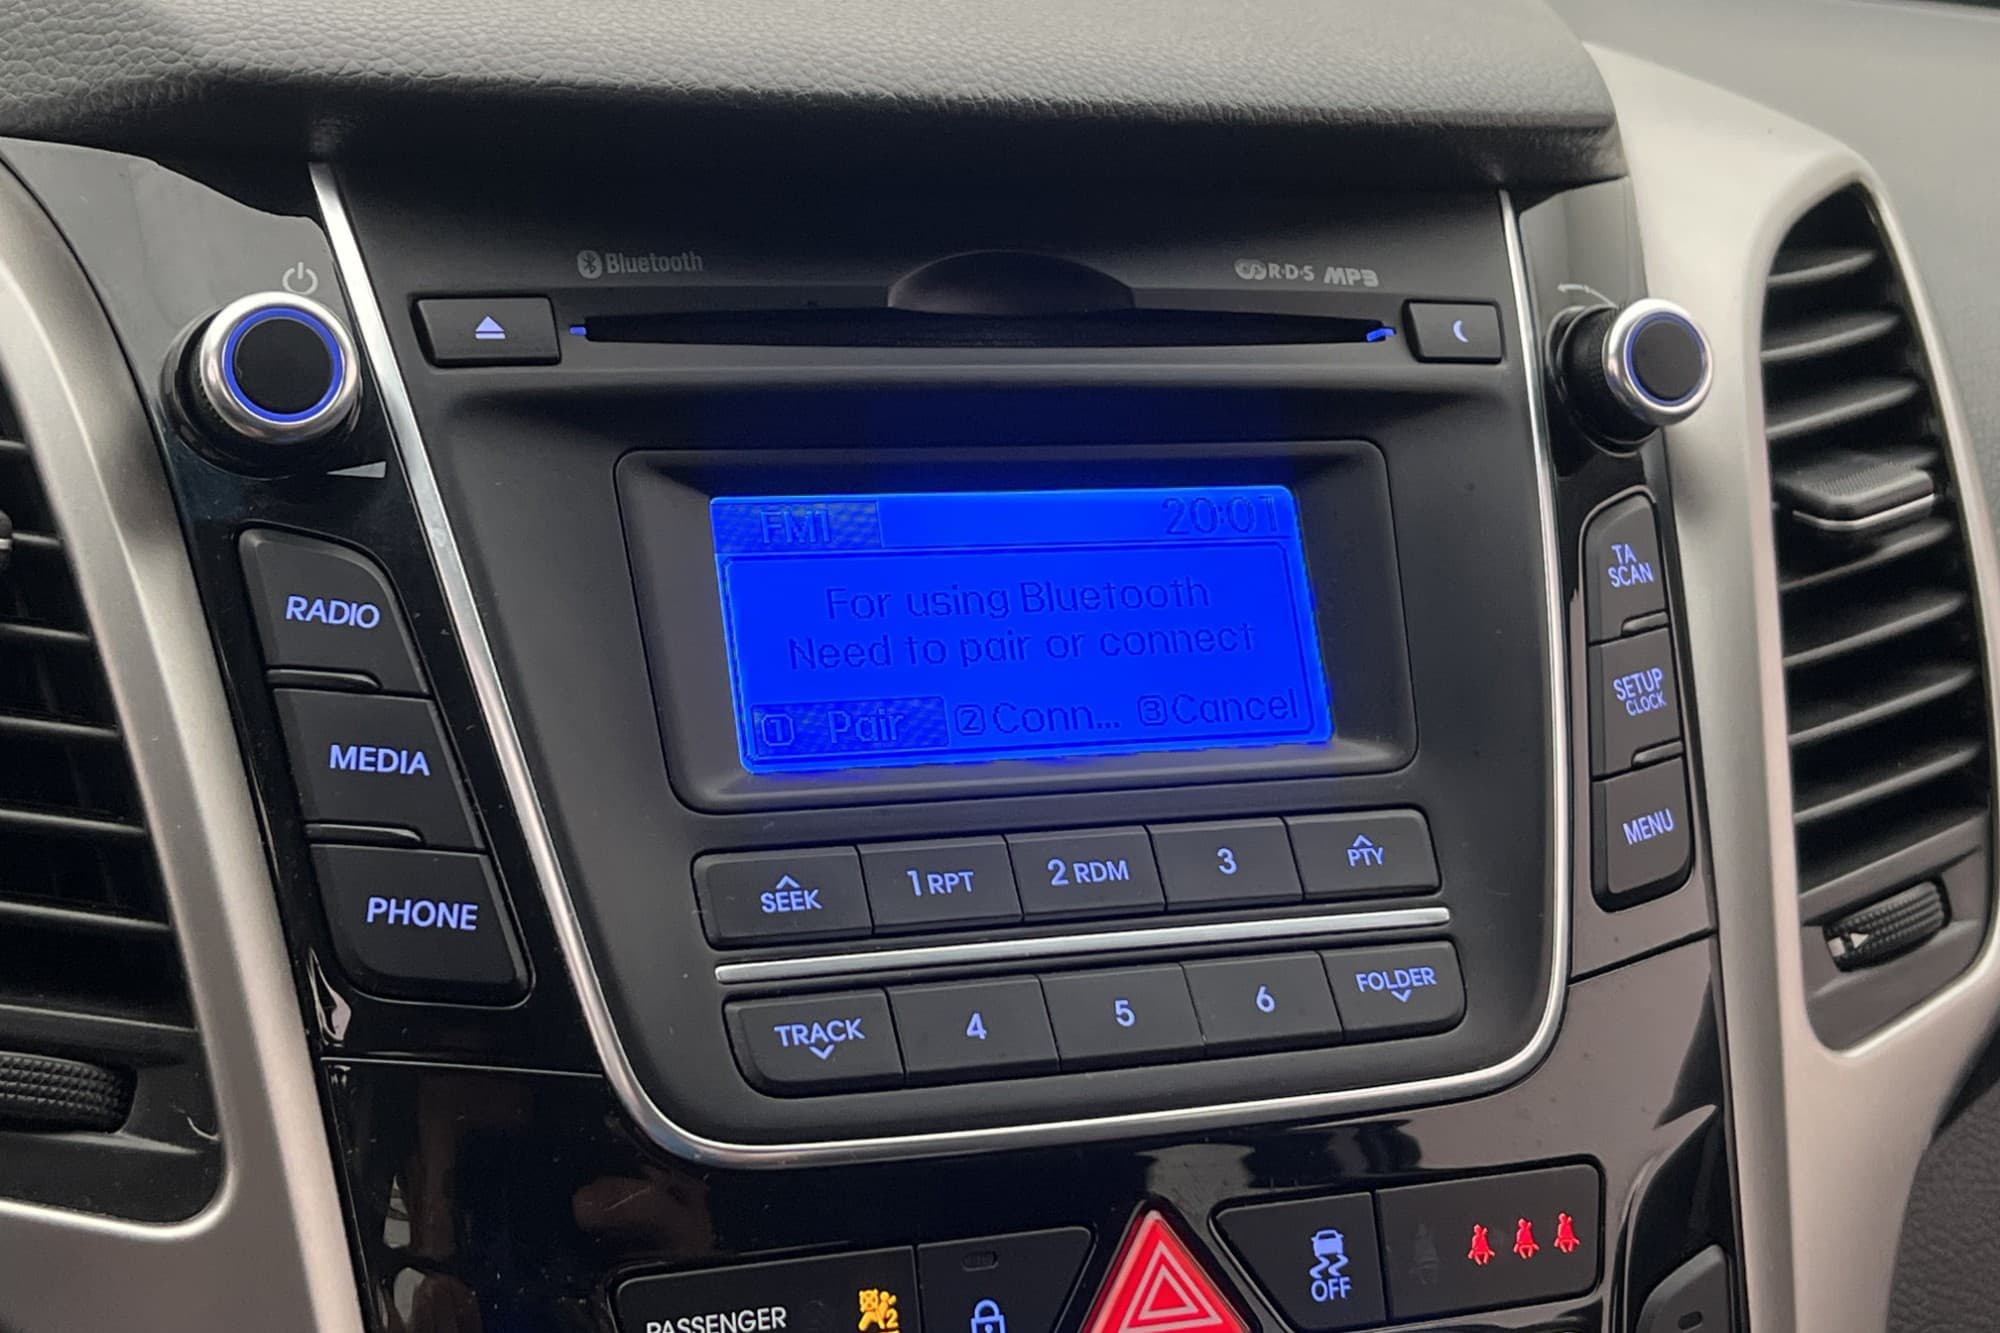 Bluetooth
R·D·S MP3
FM1 20:01
For using Bluetooth
Need to pair or connect
1 Pair 2 Conn... 3 Cancel
RADIO
MEDIA
PHONE
TA
SCAN
SETUP
CLOCK
MENU
SEEK 1 RPT 2 RDM 3 PTY
TRACK 4 5 6 FOLDER
OFF
PASSENGER
2